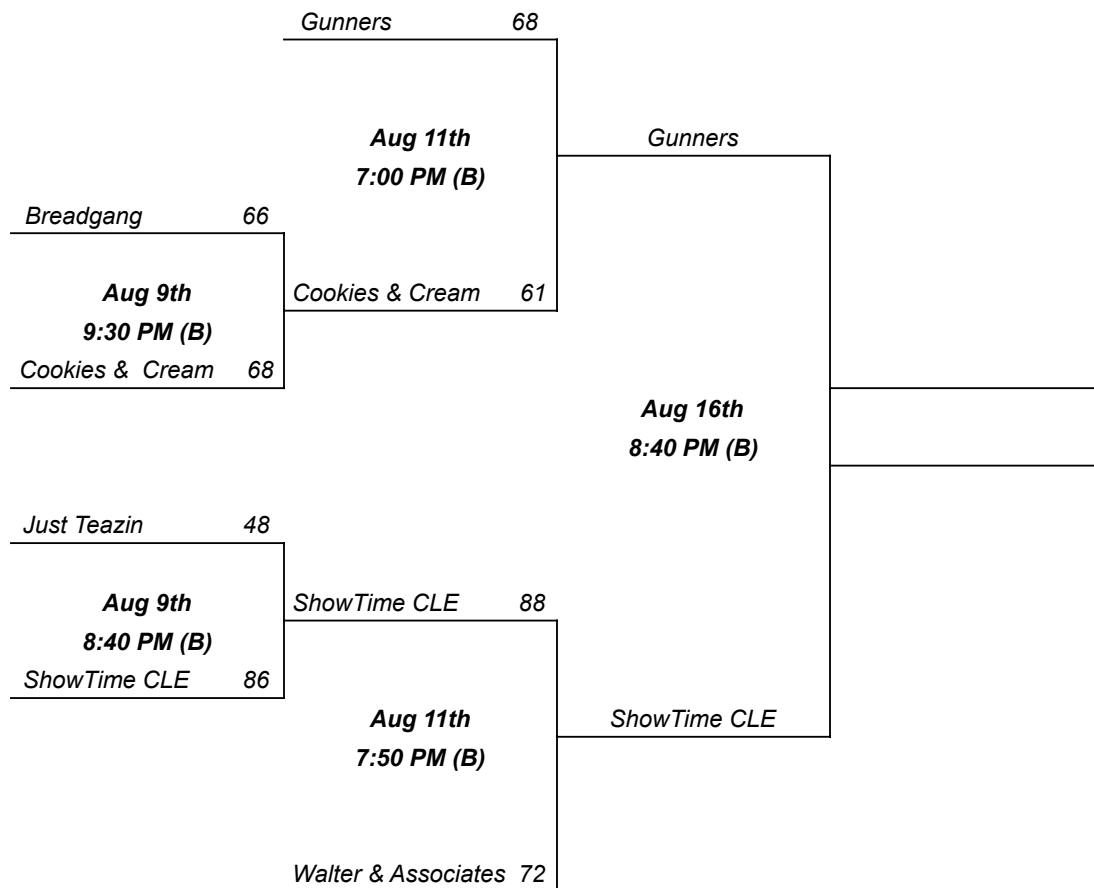 Gunners 68
Aug 11th
7:00 PM (B)
Gunners
Breadgang 66
Aug 9th
9:30 PM (B)
Cookies & Cream 61
Cookies &  Cream 68
Aug 16th
8:40 PM (B)
Just Teazin 48
Aug 9th
8:40 PM (B)
ShowTime CLE 88
ShowTime CLE 86
Aug 11th
7:50 PM (B)
ShowTime CLE
Walter & Associates 72